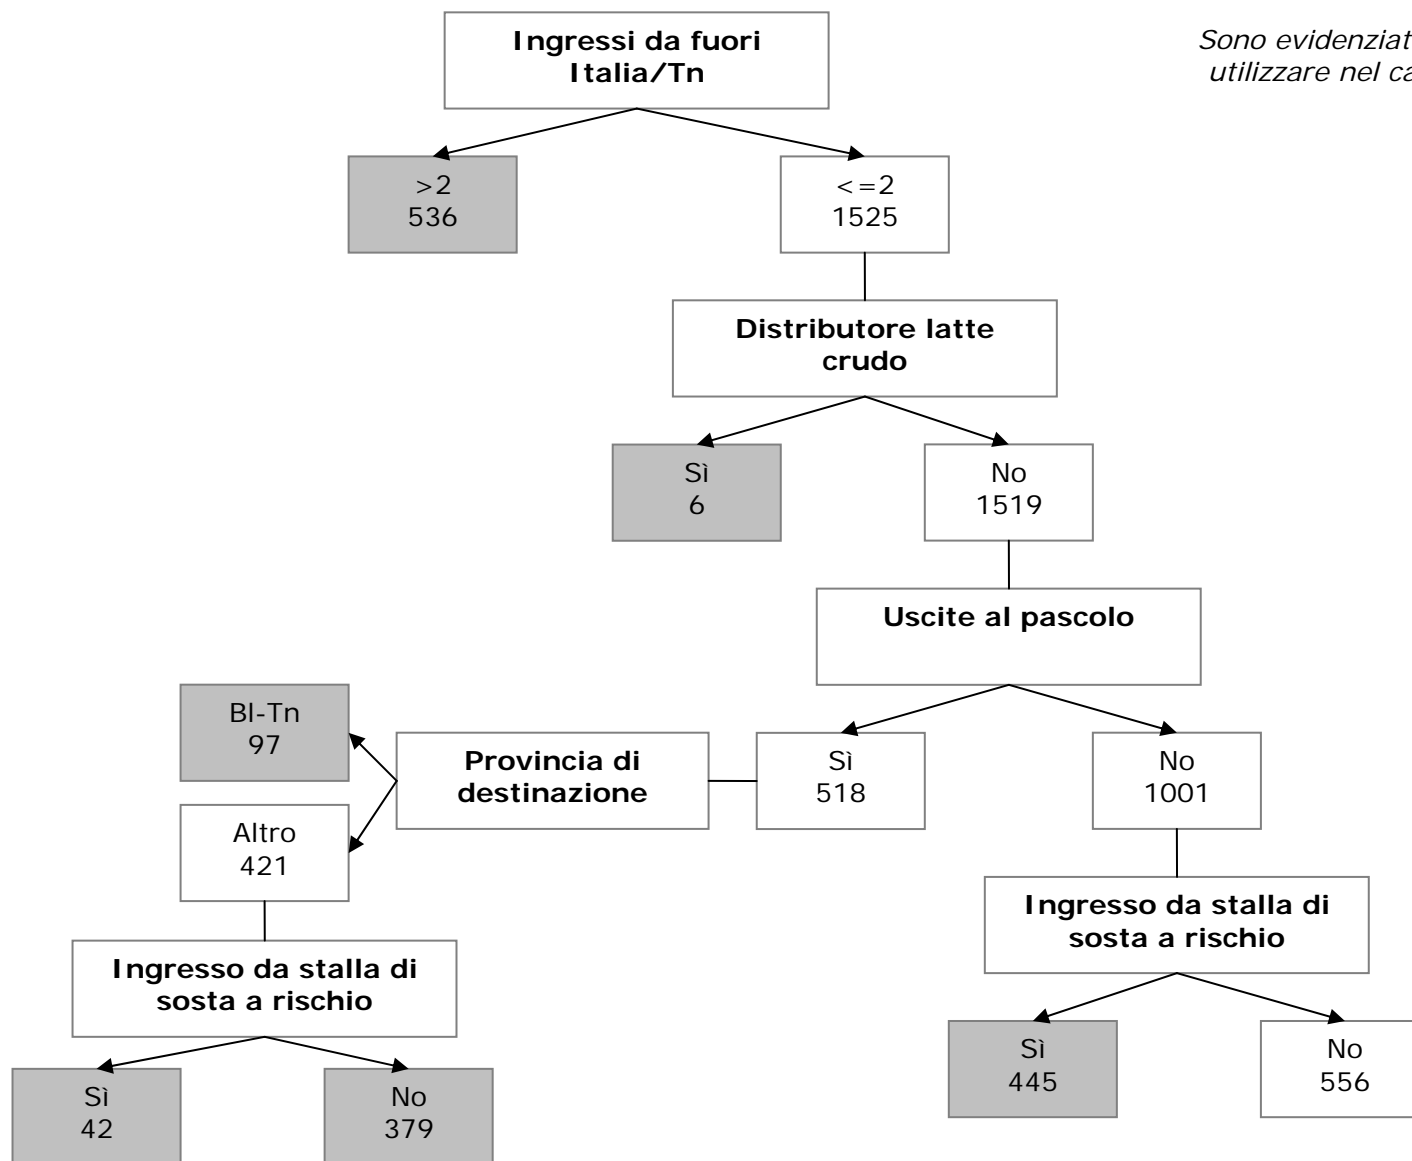 Ingressi da fuori
Italia/Tn
Sono evidenziat
utilizzare nel ca
>2
536
<=2
1525
Distributore latte
crudo
Sì
6
No
1519
Uscite al pascolo
Bl-Tn
97
Provincia di
destinazione
Sì
518
No
1001
Altro
421
Ingresso da stalla di
sosta a rischio
Ingresso da stalla di
sosta a rischio
Sì
445
No
556
Sì
42
No
379